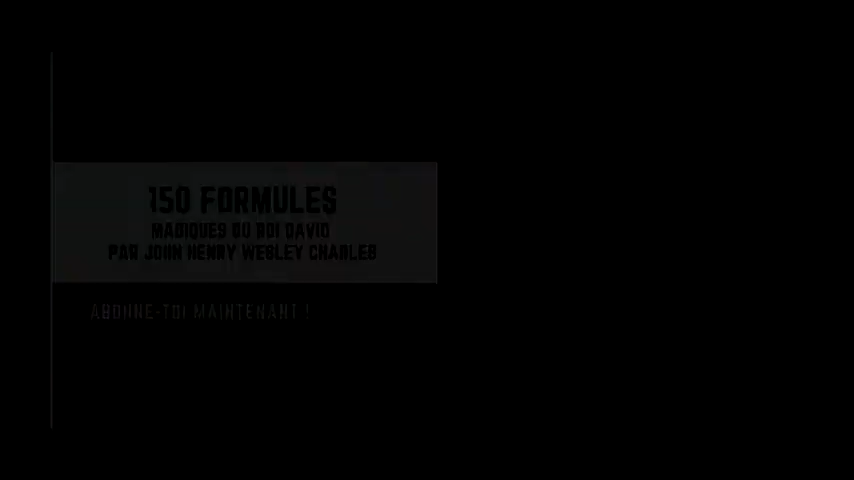 150 FORMULES
MAGIQUES DU ROI DAVID
PAR JOHN HENRY WESLEY CHARLES
ABONNE-TOI MAINTENANT !